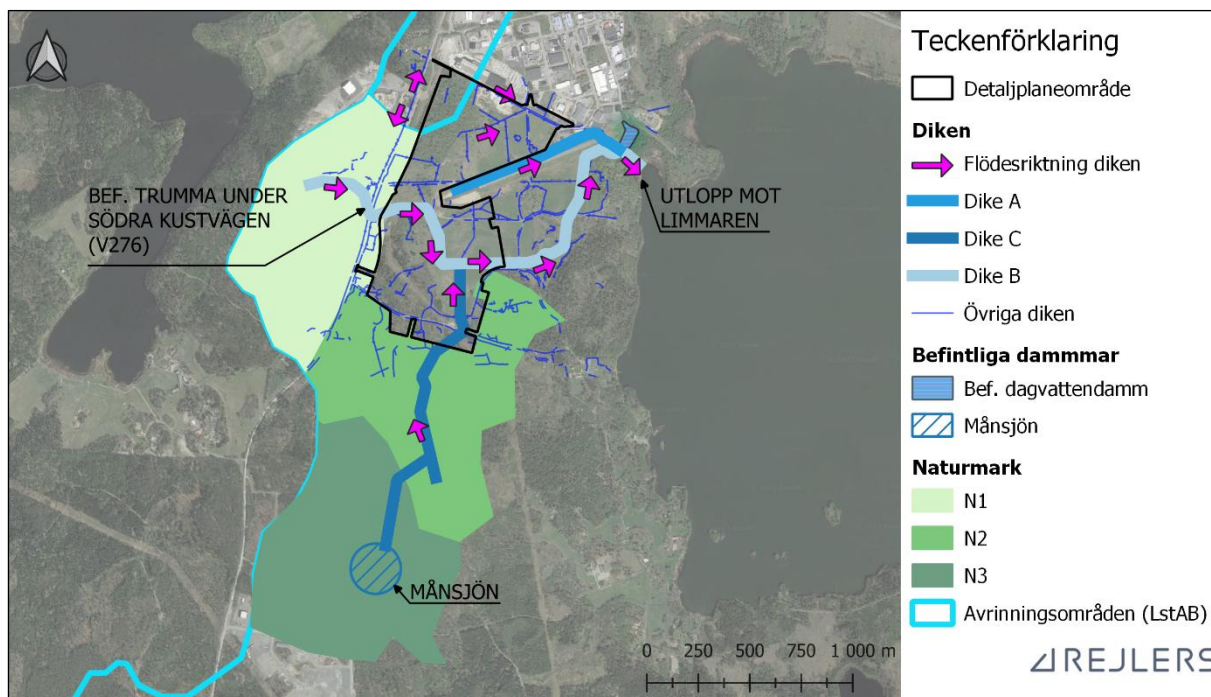 BEF. TRUMMA UNDER
SÖDRA KUSTVÄGEN
(V276)
UTLOPP MOT
LIMMAREN
MÅNSJÖN
0 250 500 750 1 000 m
Teckenförklaring
Detaljplaneområde
Diken
Flödesriktning diken
Dike A
Dike C
Dike B
Övriga diken
Befintliga dammmar
Bef. dagvattendamm
Månsjön
Naturmark
N1
N2
N3
Avrinningsområden (LstAB)
REJLERS